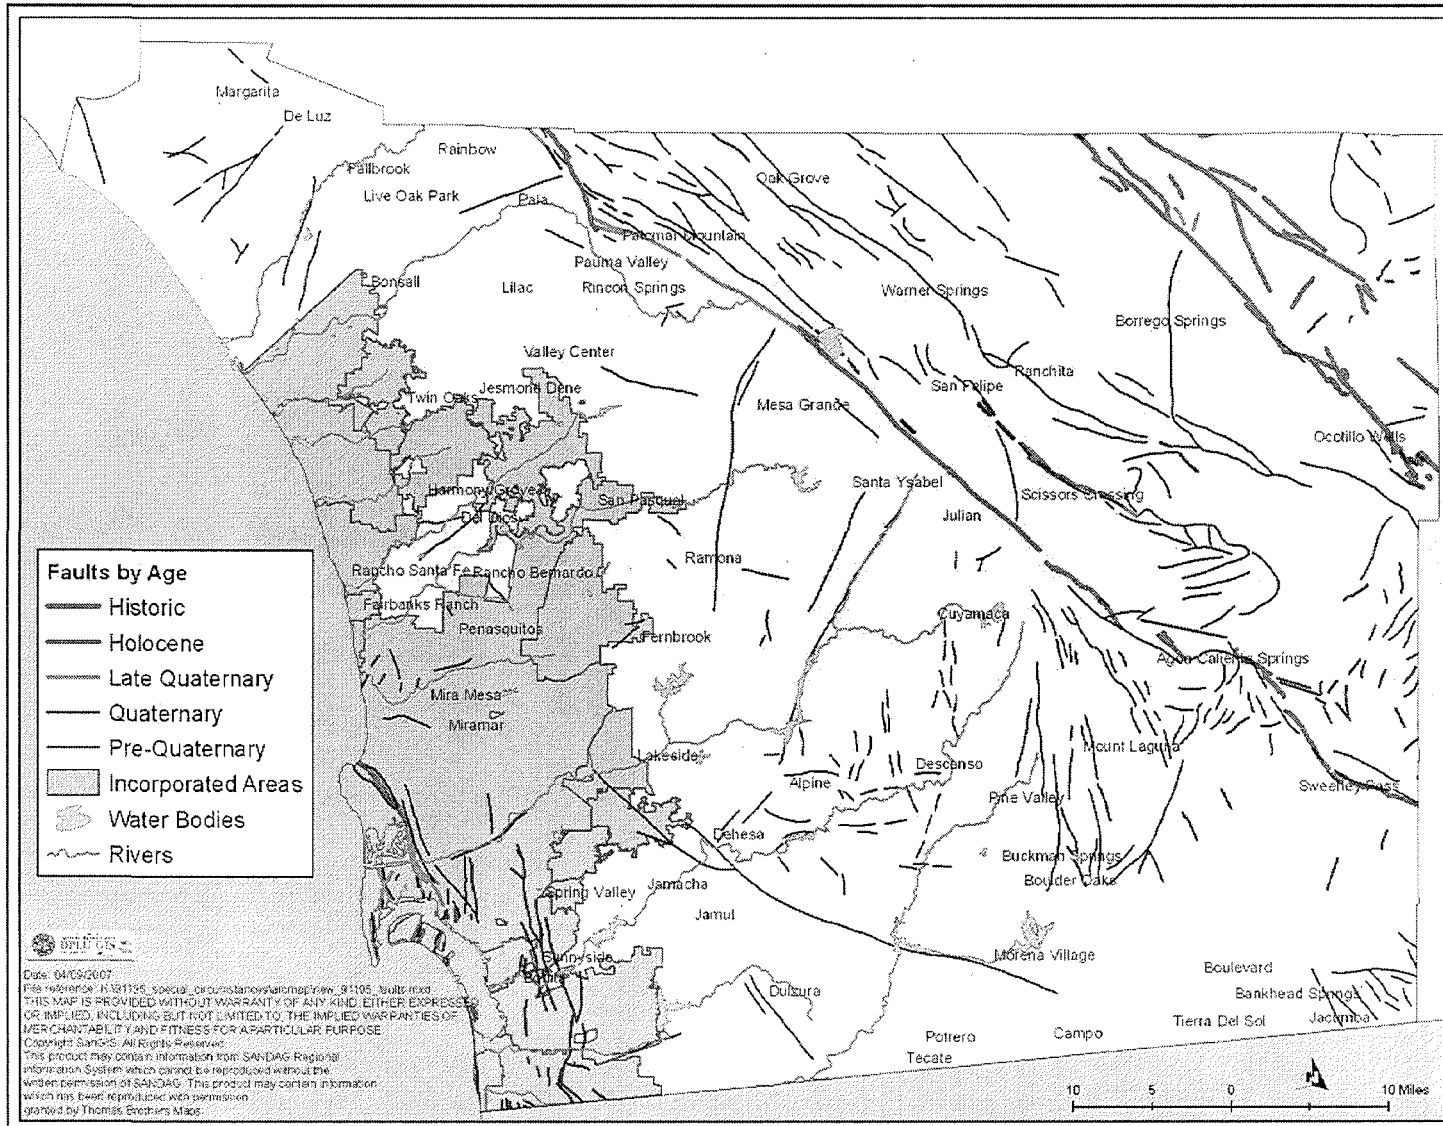 Margarita
De Luz
Rainbow
Fallbrook
Live Oak Park
Pala
Oak Grove
Palomar Mountain
Pauma Valley
Rincon Springs
Lilac
Bonsall
Warner Springs
Borrego Springs
Valley Center
Jesmond Dene
Twin Oaks
San Felipe
Ranchita
Mesa Grande
Ocotillo Wells
Harmony Grove
San Pasqual
Santa Ysabel
Scissors Crossing
Del Dios
Julian
Ramona
Rancho Santa Fe
Rancho Bernardo
Fairbanks Ranch
Penasquitos
Fernbrook
Cuyamaca
Agua Caliente Springs
Mira Mesa
Miramar
Mount Laguna
Lakeside
Alpine
Descanso
Pine Valley
Sweeney Pass
Dehesa
Buckman Springs
Boulder Oaks
Spring Valley
Jamacha
Jamul
Sunnyside
Bonita
Morena Village
Dulzura
Boulevard
Bankhead Springs
Jacumba
Tierra Del Sol
Campo
Potrero
Tecate
Faults by Age
Historic
Holocene
Late Quaternary
Quaternary
Pre-Quaternary
Incorporated Areas
Water Bodies
Rivers
DPLU GIS
Date: 04/09/2007
THIS MAP IS PROVIDED WITHOUT WARRANTY OF ANY KIND, EITHER EXPRESSED
OR IMPLIED, INCLUDING BUT NOT LIMITED TO, THE IMPLIED WARRANTIES OF
MERCHANTABILITY AND FITNESS FOR A PARTICULAR PURPOSE
Copyright SanGIS. All Rights Reserved
This product may contain information from SANDAG Regional
Information System which cannot be reproduced without the
written permission of SANDAG. This product may contain information
which has been reproduced with permission
granted by Thomas Brothers Maps.
10 5 0 10 Miles